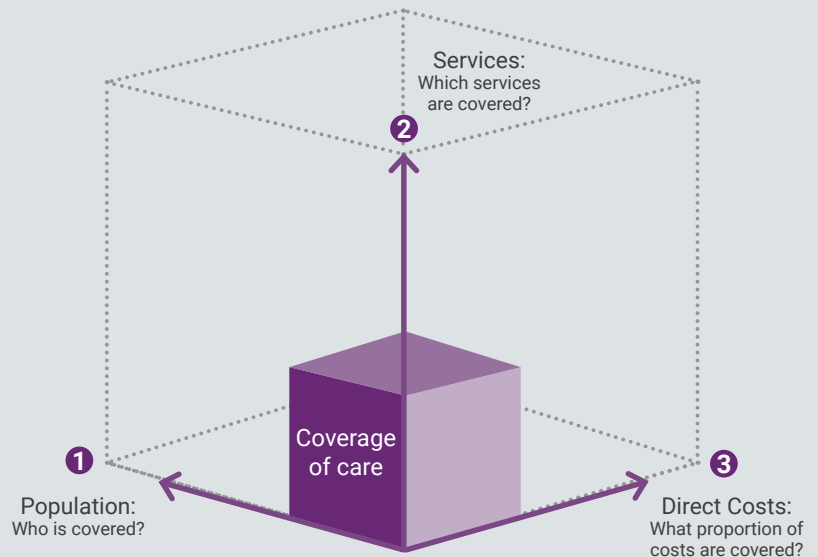 Services:
Which services
are covered?
2
Coverage
of care
1
Population:
Who is covered?
3
Direct Costs:
What proportion of
costs are covered?